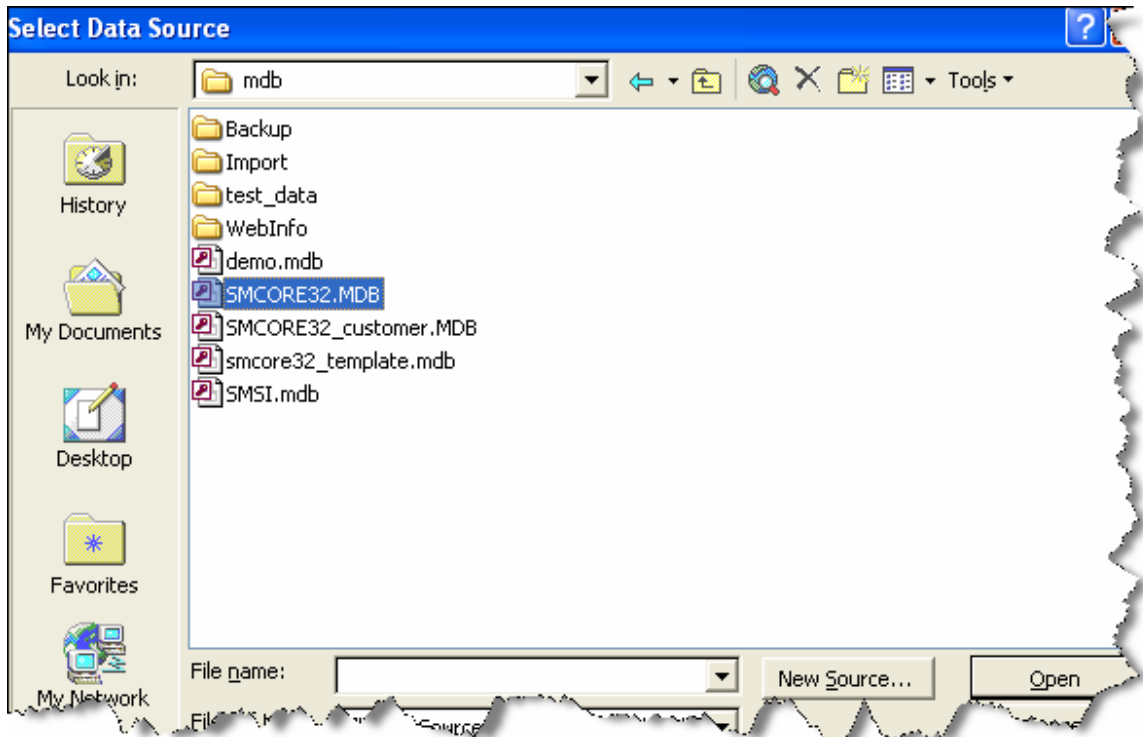 Select Data Source
Look in: mdb Tools
Backup
Import
test_data
WebInfo
demo.mdb
SMCORE32.MDB
SMCORE32_customer.MDB
smcore32_template.mdb
SMSI.mdb
History
My Documents
Desktop
Favorites
My Network
File name: New Source... Open